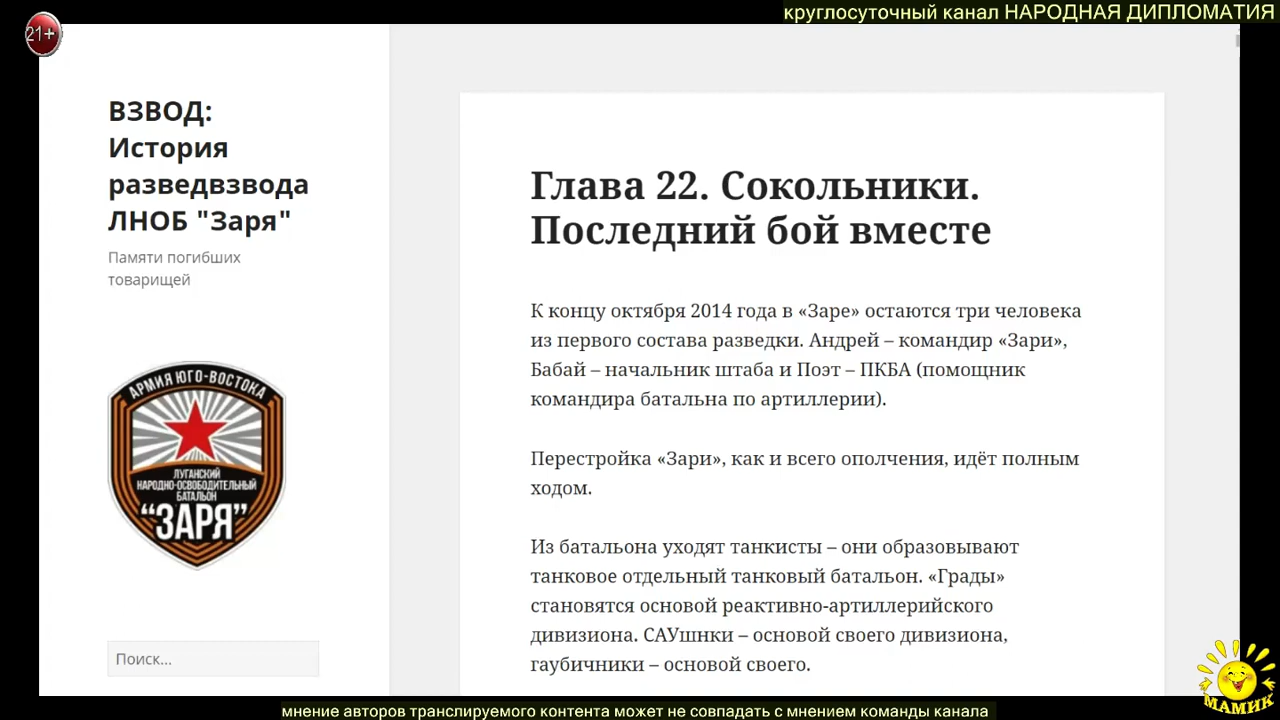 круглосуточный канал НАРОДНАЯ ДИПЛОМАТИЯ
21+
ВЗВОД:
История
разведвзвода
ЛНОБ "Заря"
Памяти погибших
товарищей
АРМИЯ ЮГО-ВОСТОКА
ЛУГАНСКИЙ
НАРОДНО-ОСВОБОДИТЕЛЬНЫЙ
БАТАЛЬОН
"ЗАРЯ"
Поиск...
Глава 22. Сокольники.
Последний бой вместе
К концу октября 2014 года в «Заре» остаются три человека
из первого состава разведки. Андрей – командир «Зари»,
Бабай – начальник штаба и Поэт – ПКБА (помощник
командира батальна по артиллерии).
Перестройка «Зари», как и всего ополчения, идёт полным
ходом.
Из батальона уходят танкисты – они образовывают
танковое отдельный танковый батальон. «Грады»
становятся основой реактивно-артиллерийского
дивизиона. САУшнки – основой своего дивизиона,
гаубичники – основой своего.
МАМИК
мнение авторов транслируемого контента может не совпадать с мнением команды канала